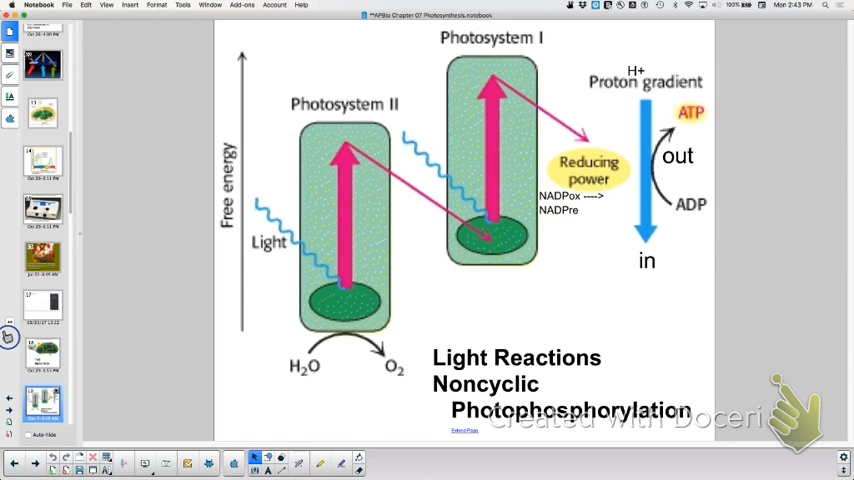 Notebook File Edit View Insert Format Tools Window Add-Ons Account Help
100% Mon 2:43 PM
**APBio Chapter 07 Photosynthesis.notebook
Photosystem I
H+
Proton gradient
Photosystem II
ATP
out
Reducing
power
NADPox ---->
NADPre
ADP
Free energy
Light
in
H₂O
O₂
Light Reactions
Noncyclic
Photophosphorylation
Created with Doceri
Extend Page
Auto-hide